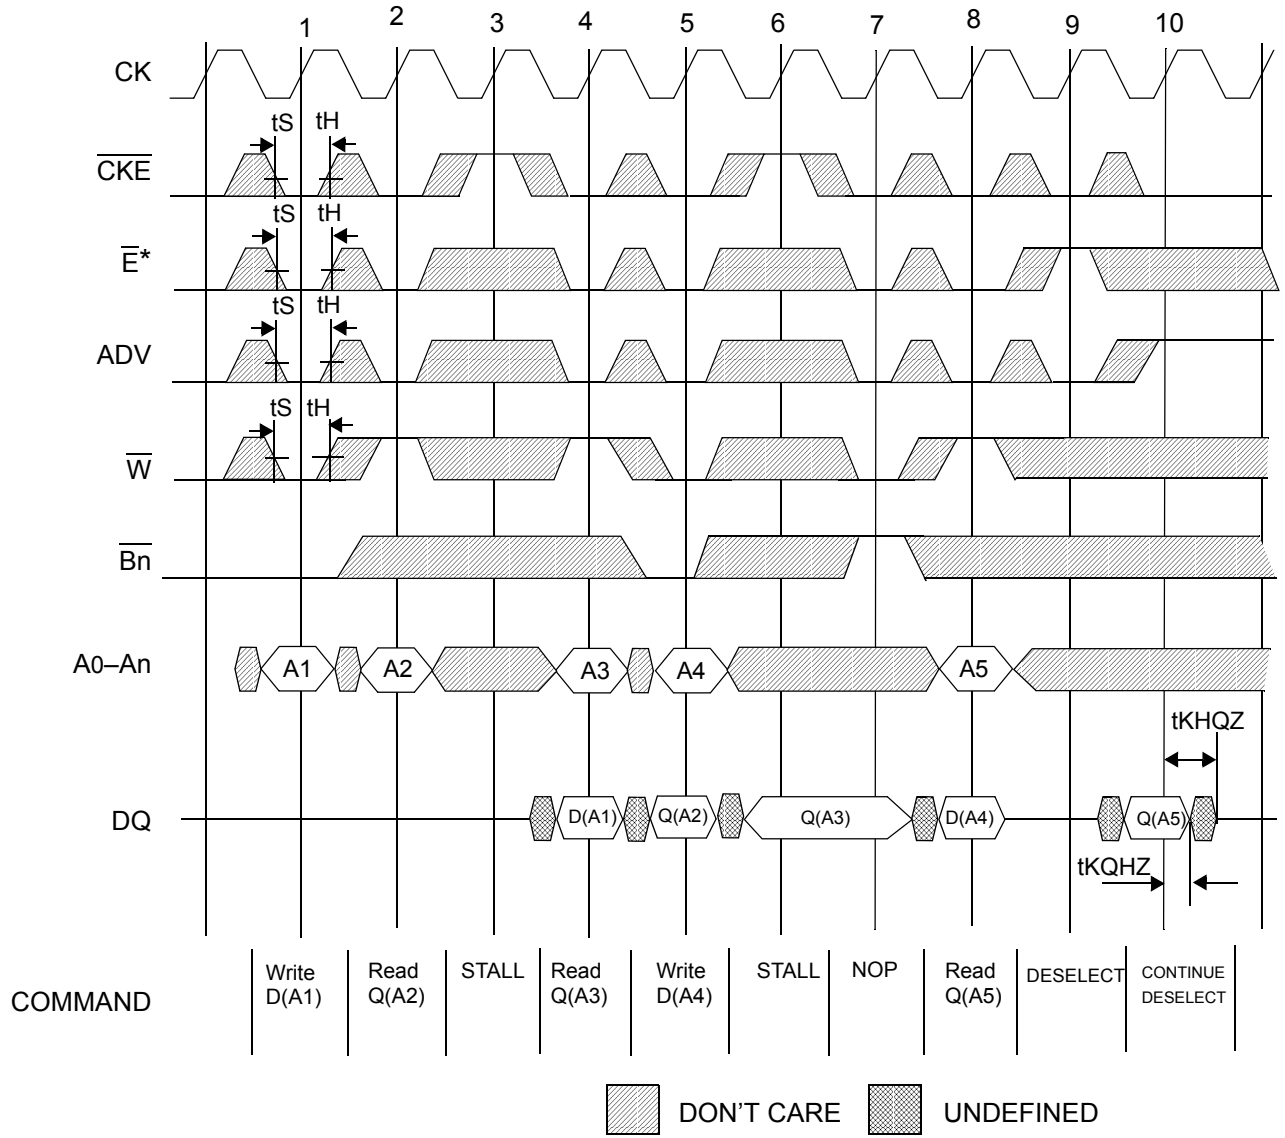 1 2 3 4 5 6 7 8 9 10
CK
tS tH
CKE
tS tH
E*
tS tH
ADV
tS tH
W
Bn
A0–An A1 A2 A3 A4 A5
tKHQZ
DQ D(A1) Q(A2) Q(A3) D(A4) Q(A5)
tKQHZ
COMMAND
Write
D(A1)
Read
Q(A2)
STALL
Read
Q(A3)
Write
D(A4)
STALL
NOP
Read
Q(A5)
DESELECT
CONTINUE
DESELECT
DON'T CARE
UNDEFINED